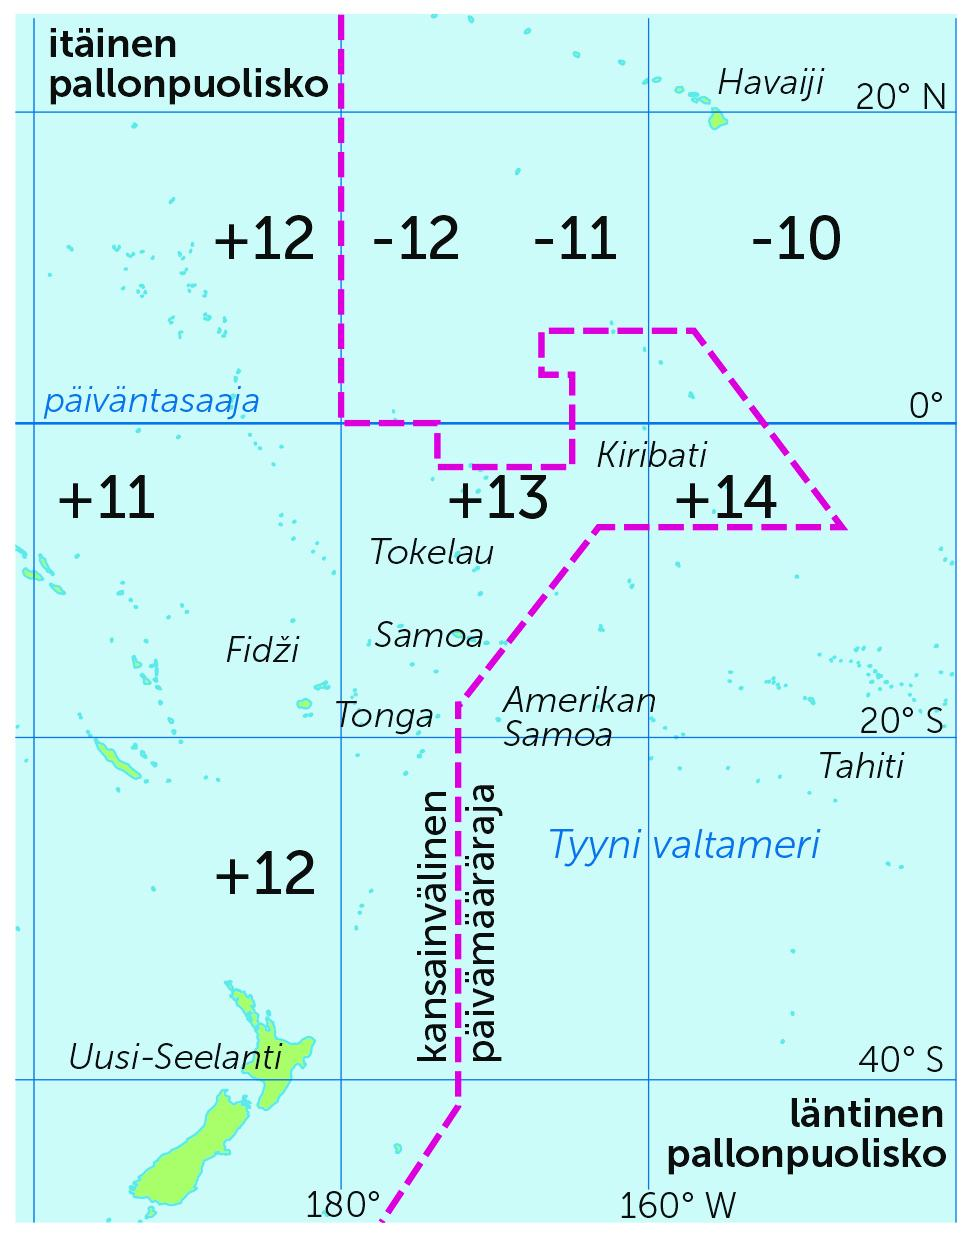 itäinen
pallonpuolisko
Havaiji
20° N
+12
-12
-11
-10
päiväntasaaja
0°
Kiribati
+11
+13
+14
Tokelau
Samoa
Fidži
Amerikan
Samoa
Tonga
20° S
Tahiti
kansainvälinen
päivämääräraja
Tyyni valtameri
+12
Uusi-Seelanti
40° S
läntinen
pallonpuolisko
180°
160° W